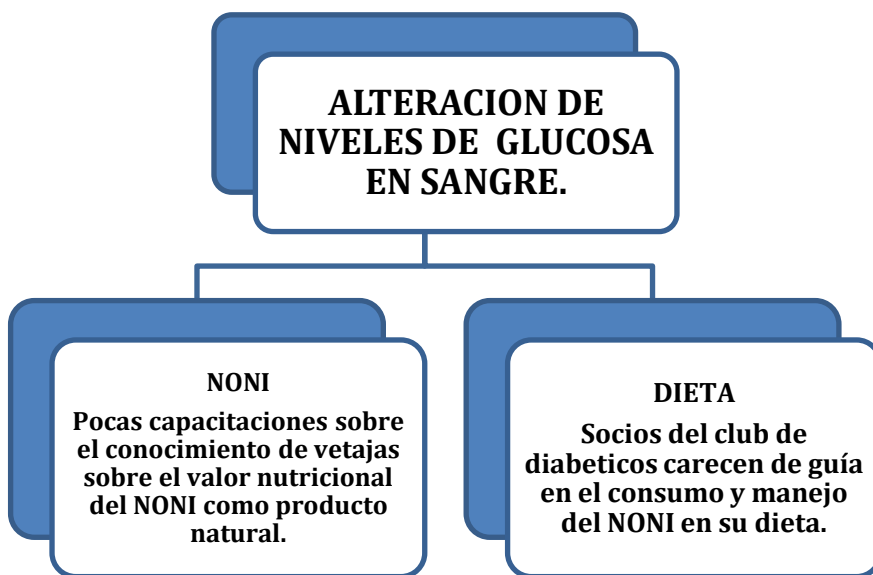 ALTERACION DE
NIVELES DE GLUCOSA
EN SANGRE.
NONI
Pocas capacitaciones sobre
el conocimiento de vetajas
sobre el valor nutricional
del NONI como producto
natural.
DIETA
Socios del club de
diabeticos carecen de guía
en el consumo y manejo
del NONI en su dieta.